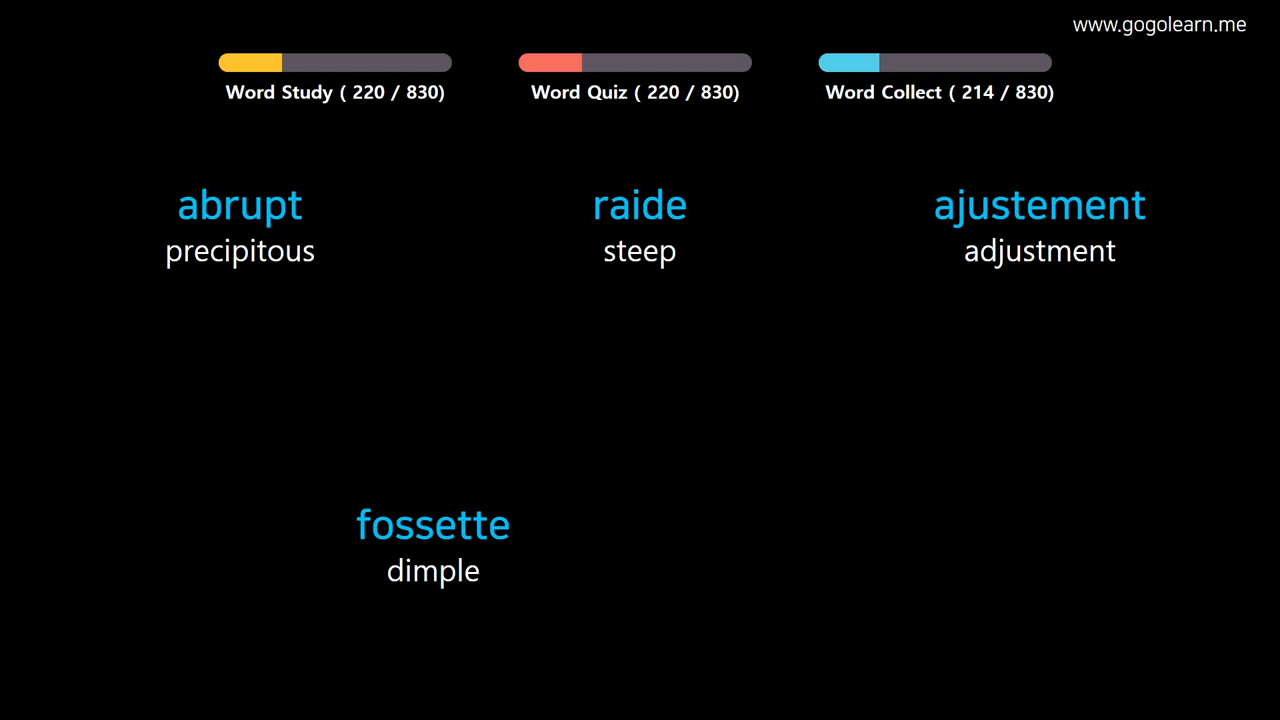 www.gogolearn.me
Word Study ( 220 / 830)
Word Quiz ( 220 / 830)
Word Collect ( 214 / 830)
abrupt
precipitous
raide
steep
ajustement
adjustment
fossette
dimple